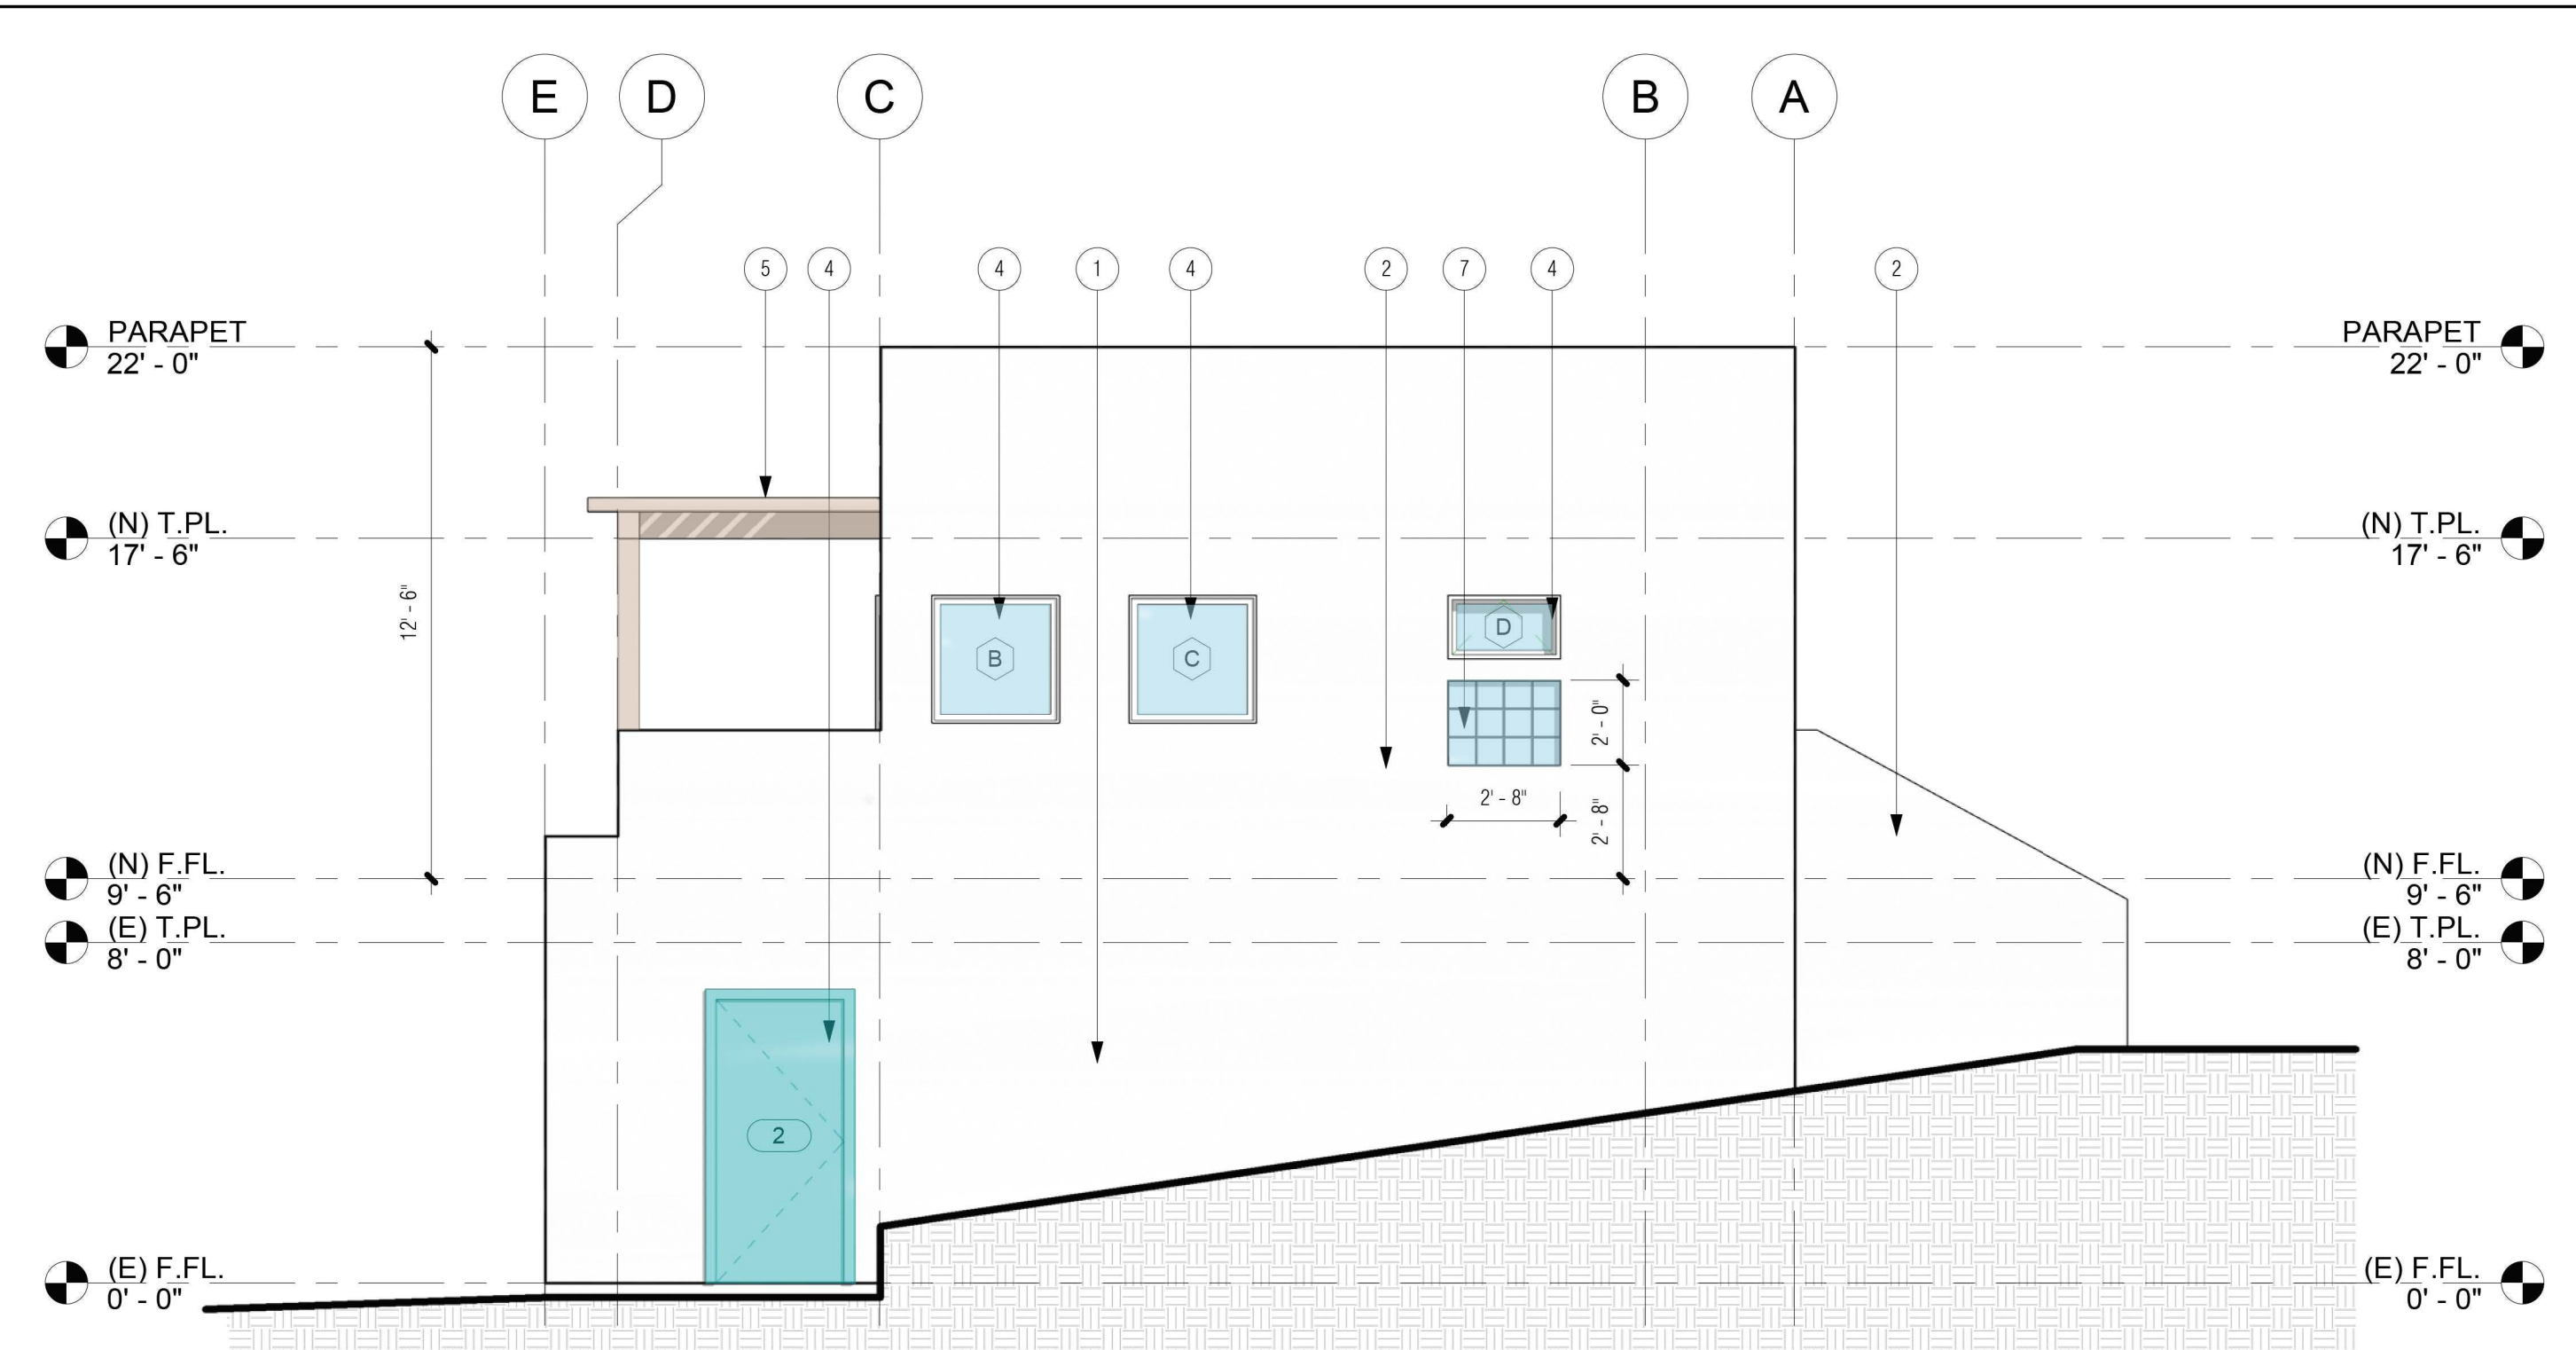 E
D
C
B
A
5
4
4
1
4
2
7
4
2
PARAPET
22' - 0"
PARAPET
22' - 0"
(N) T.PL.
17' - 6"
(N) T.PL.
17' - 6"
12' - 6"
B
C
D
2' - 0"
2' - 8"
2' - 8"
(N) F.FL.
9' - 6"
(N) F.FL.
9' - 6"
(E) T.PL.
8' - 0"
(E) T.PL.
8' - 0"
2
(E) F.FL.
0' - 0"
(E) F.FL.
0' - 0"